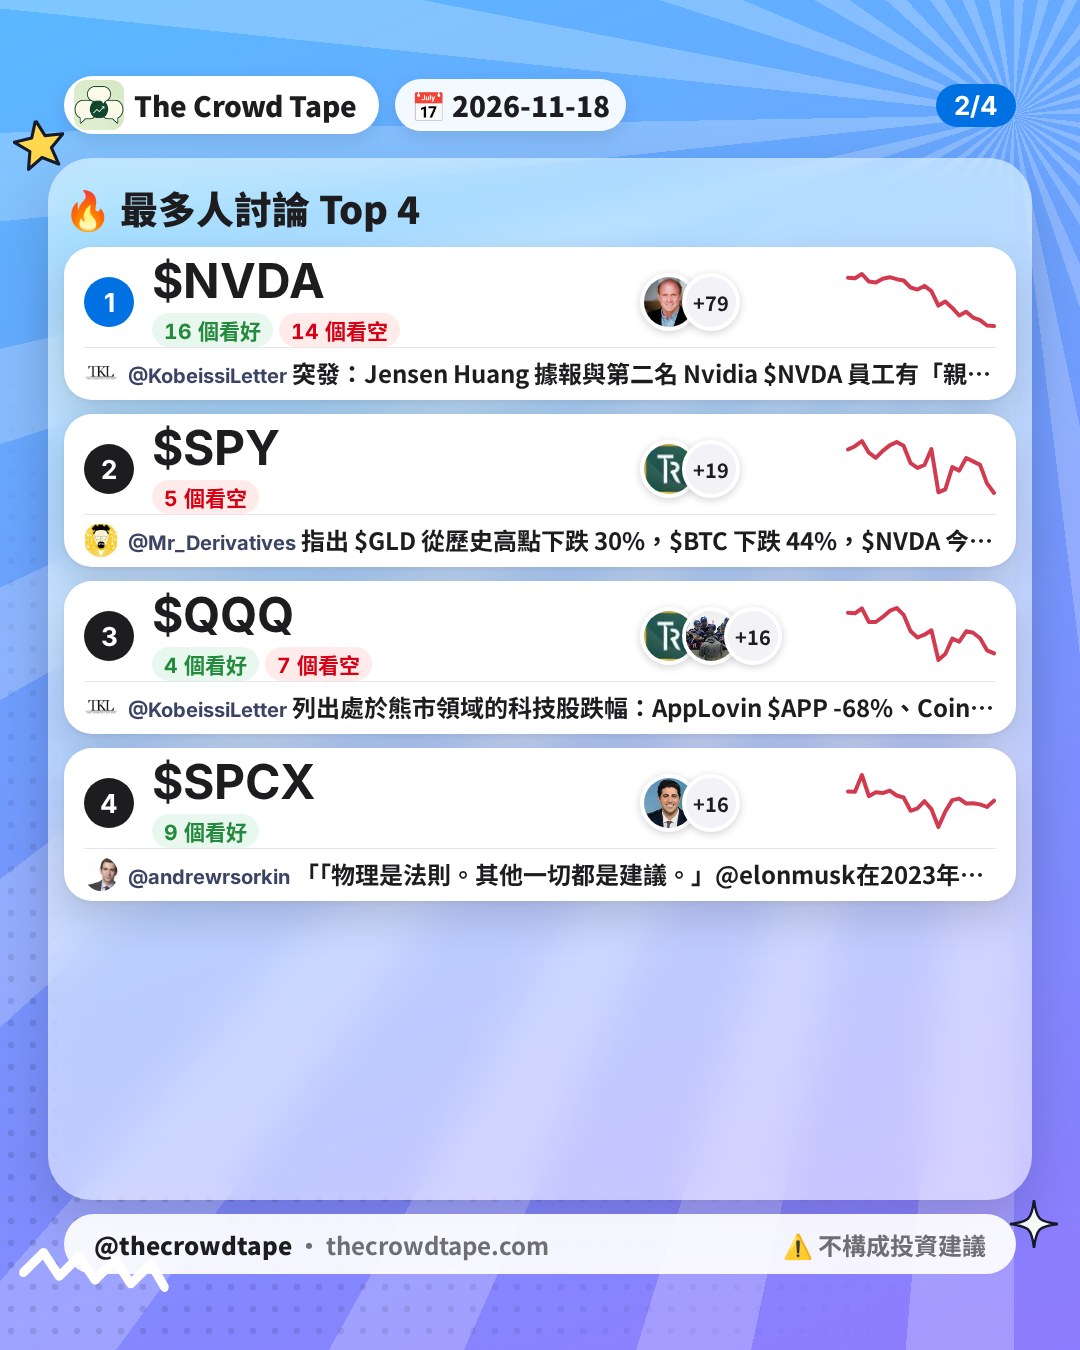 The Crowd Tape
July 17 2026-11-18
2/4
🔥 最多人討論 Top 4
1 $NVDA
16 個看好 14 個看空
+79
TKL @KobeissiLetter 突發：Jensen Huang 據報與第二名 Nvidia $NVDA 員工有「親…
2 $SPY
5 個看空
TR +19
@Mr_Derivatives 指出 $GLD 從歷史高點下跌 30%，$BTC 下跌 44%，$NVDA 今…
3 $QQQ
4 個看好 7 個看空
TR +16
TKL @KobeissiLetter 列出處於熊市領域的科技股跌幅：AppLovin $APP -68%、Coin…
4 $SPCX
9 個看好
+16
@andrewrsorkin 「「物理是法則。其他一切都是建議。」@elonmusk在2023年…
@thecrowdtape • thecrowdtape.com
⚠️ 不構成投資建議